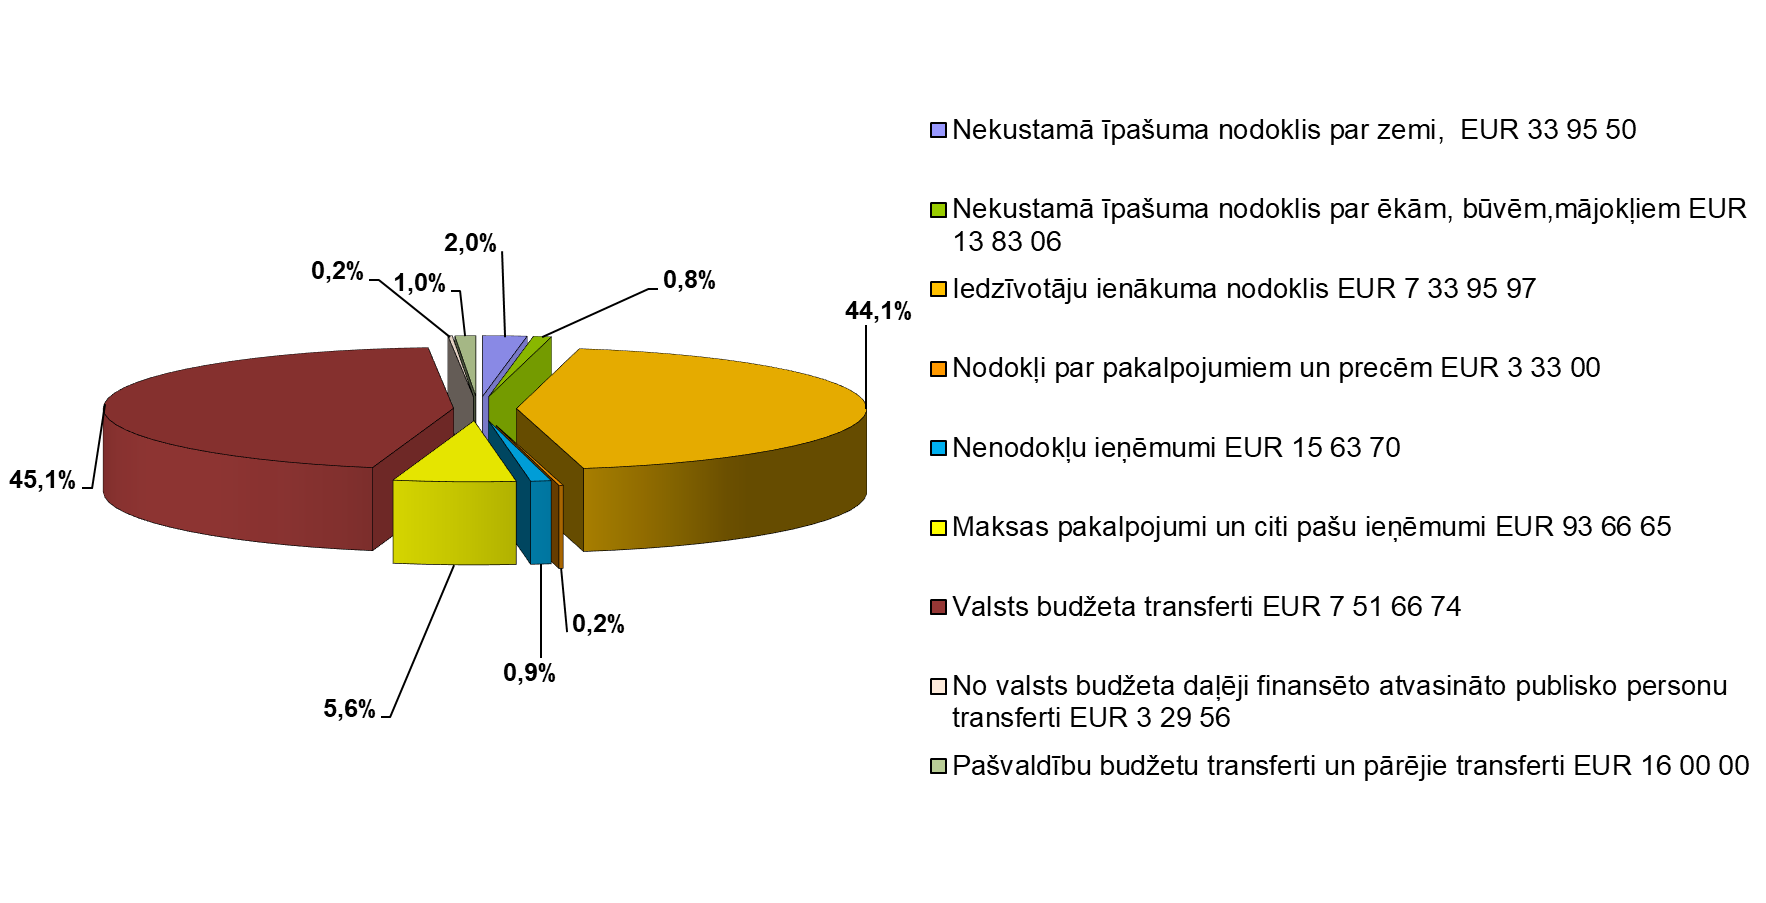 2,0%
0,2%
1,0%
0,8%
44,1%
45,1%
0,2%
0,9%
5,6%
Nekustamā īpašuma nodoklis par zemi,  EUR 33 95 50
Nekustamā īpašuma nodoklis par ēkām, būvēm,mājokļiem EUR
13 83 06
Iedzīvotāju ienākuma nodoklis EUR 7 33 95 97
Nodokļi par pakalpojumiem un precēm EUR 3 33 00
Nenodokļu ieņēmumi EUR 15 63 70
Maksas pakalpojumi un citi pašu ieņēmumi EUR 93 66 65
Valsts budžeta transferti EUR 7 51 66 74
No valsts budžeta daļēji finansēto atvasināto publisko personu
transferti EUR 3 29 56
Pašvaldību budžetu transferti un pārējie transferti EUR 16 00 00